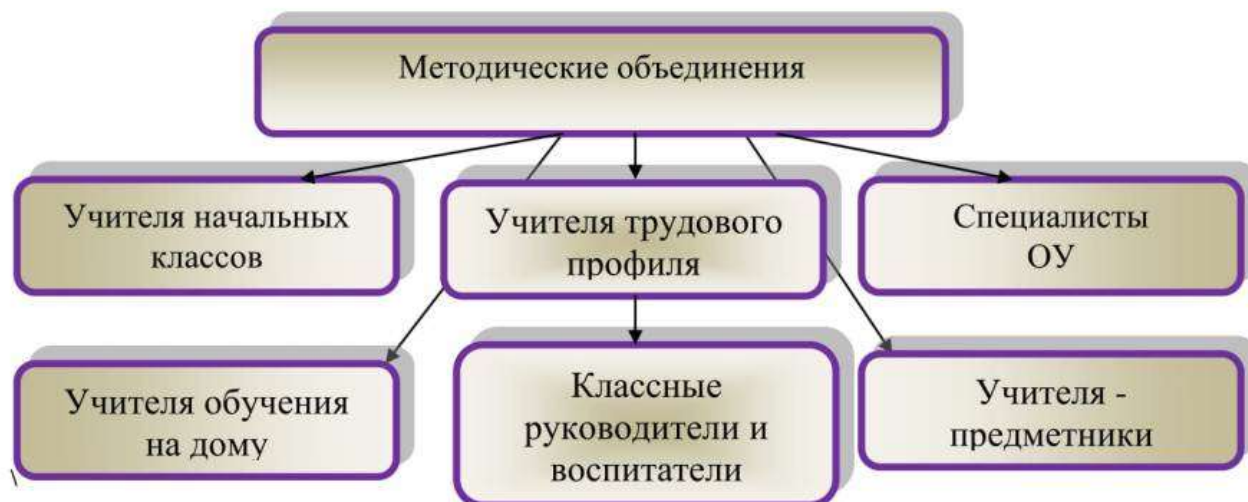 Методические объединения
Учителя начальных
классов
Учителя трудового
профиля
Специалисты
ОУ
Учителя обучения
на дому
Классные
руководители и
воспитатели
Учителя -
предметники
\